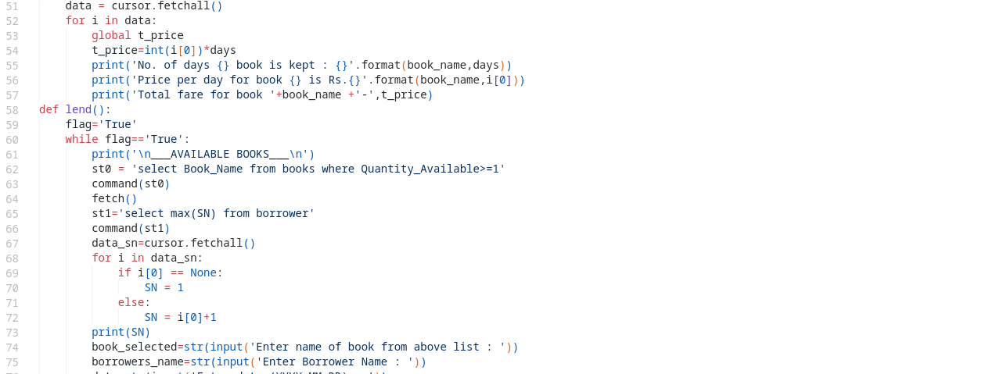 51 data = cursor.fetchall()
52 for i in data:
53 global t_price
54 t_price=int(i[0])*days
55 print('No. of days {} book is kept : {}'.format(book_name,days))
56 print('Price per day for book {} is Rs.{}'.format(book_name,i[0]))
57 print('Total fare for book '+book_name +'-',t_price)
58 def lend():
59 flag='True'
60 while flag=='True':
61 print('\n___AVAILABLE BOOKS___\n')
62 st0 = 'select Book_Name from books where Quantity_Available>=1'
63 command(st0)
64 fetch()
65 st1='select max(SN) from borrower'
66 command(st1)
67 data_sn=cursor.fetchall()
68 for i in data_sn:
69 if i[0] == None:
70 SN = 1
71 else:
72 SN = i[0]+1
73 print(SN)
74 book_selected=str(input('Enter name of book from above list : '))
75 borrowers_name=str(input('Enter Borrower Name : '))